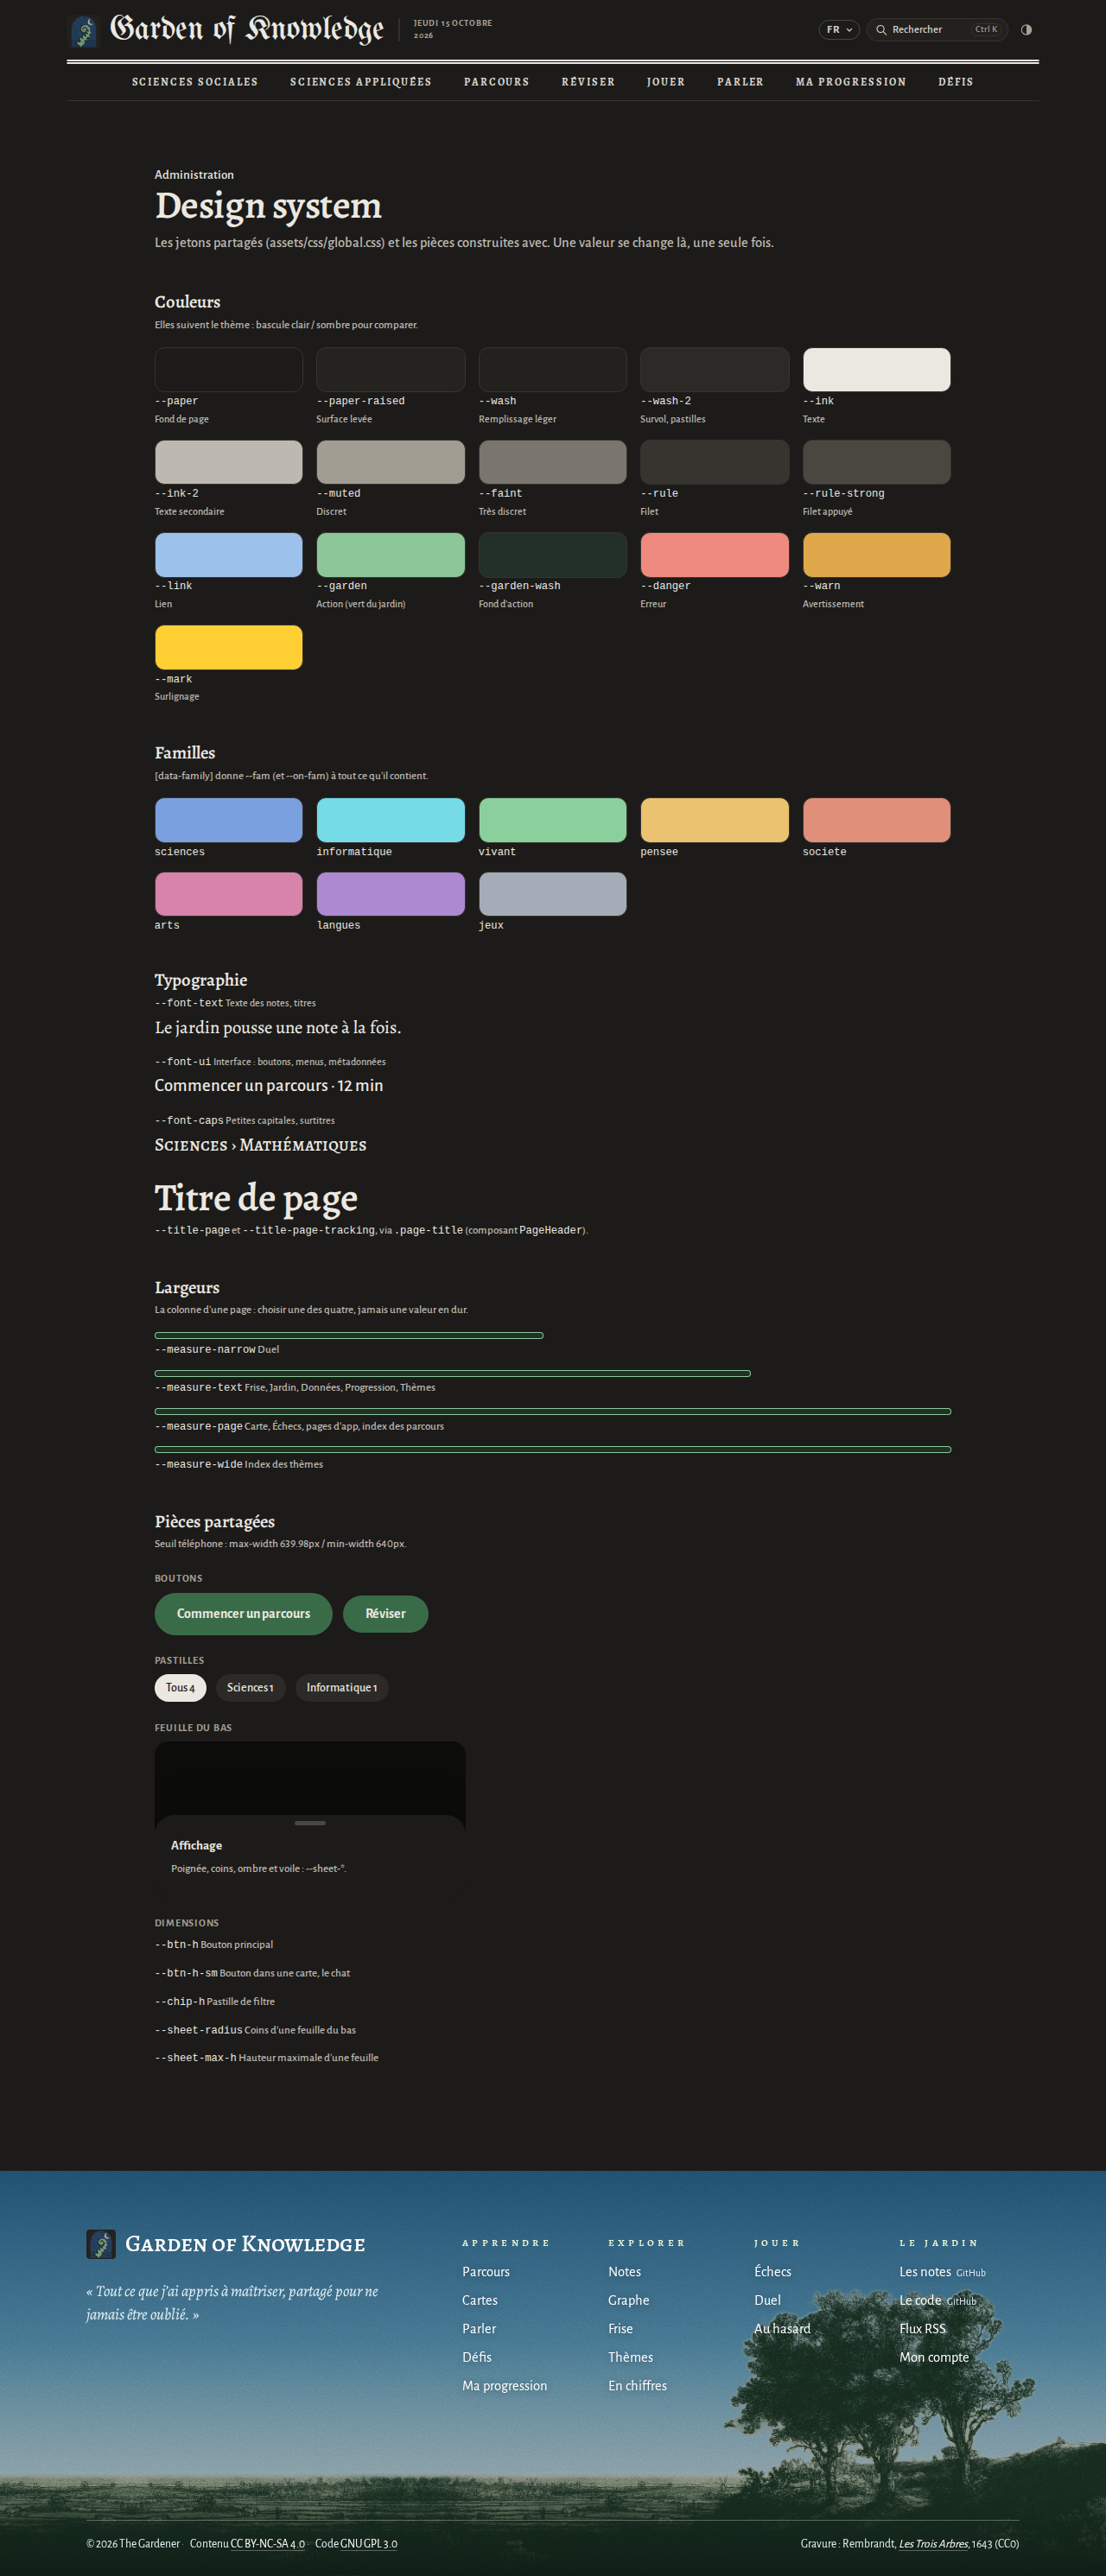 Garden of Knowledge
JEUDI 15 OCTOBRE
2026
FR
Rechercher
Ctrl K
SCIENCES SOCIALES
SCIENCES APPLIQUÉES
PARCOURS
RÉVISER
JOUER
PARLER
MA PROGRESSION
DÉFIS
Administration
Design system
Les jetons partagés (assets/css/global.css) et les pièces construites avec. Une valeur se change là, une seule fois.
Couleurs
Elles suivent le thème : bascule clair / sombre pour comparer.
--paper
Fond de page
--paper-raised
Surface levée
--wash
Remplissage léger
--wash-2
Survol, pastilles
--ink
Texte
--ink-2
Texte secondaire
--muted
Discret
--faint
Très discret
--rule
Filet
--rule-strong
Filet appuyé
--link
Lien
--garden
Action (vert du jardin)
--garden-wash
Fond d'action
--danger
Erreur
--warn
Avertissement
--mark
Surlignage
Familles
[data-family] donne --fam (et --on-fam) à tout ce qu'il contient.
sciences
informatique
vivant
pensee
societe
arts
langues
jeux
Typographie
--font-text Texte des notes, titres
Le jardin pousse une note à la fois.
--font-ui Interface : boutons, menus, métadonnées
Commencer un parcours · 12 min
--font-caps Petites capitales, surtitres
Sciences › Mathématiques
Titre de page
--title-page et --title-page-tracking, via .page-title (composant PageHeader).
Largeurs
La colonne d'une page : choisir une des quatre, jamais une valeur en dur.
--measure-narrow Duel
--measure-text Frise, Jardin, Données, Progression, Thèmes
--measure-page Carte, Échecs, pages d'app, index des parcours
--measure-wide Index des thèmes
Pièces partagées
Seuil téléphone : max-width 639.98px / min-width 640px.
BOUTONS
Commencer un parcours
Réviser
PASTILLES
Tous 4
Sciences 1
Informatique 1
FEUILLE DU BAS
Affichage
Poignée, coins, ombre et voile : --sheet-*.
DIMENSIONS
--btn-h Bouton principal
--btn-h-sm Bouton dans une carte, le chat
--chip-h Pastille de filtre
--sheet-radius Coins d'une feuille du bas
--sheet-max-h Hauteur maximale d'une feuille
Garden of Knowledge
« Tout ce que j'ai appris à maîtriser, partagé pour ne
jamais être oublié. »
APPRENDRE
Parcours
Cartes
Parler
Défis
Ma progression
EXPLORER
Notes
Graphe
Frise
Thèmes
En chiffres
JOUER
Échecs
Duel
Au hasard
LE JARDIN
Les notes GitHub
Le code GitHub
Flux RSS
Mon compte
© 2026 The Gardener · Contenu CC BY-NC-SA 4.0 · Code GNU GPL 3.0
Gravure : Rembrandt, Les Trois Arbres, 1643 (CC0)